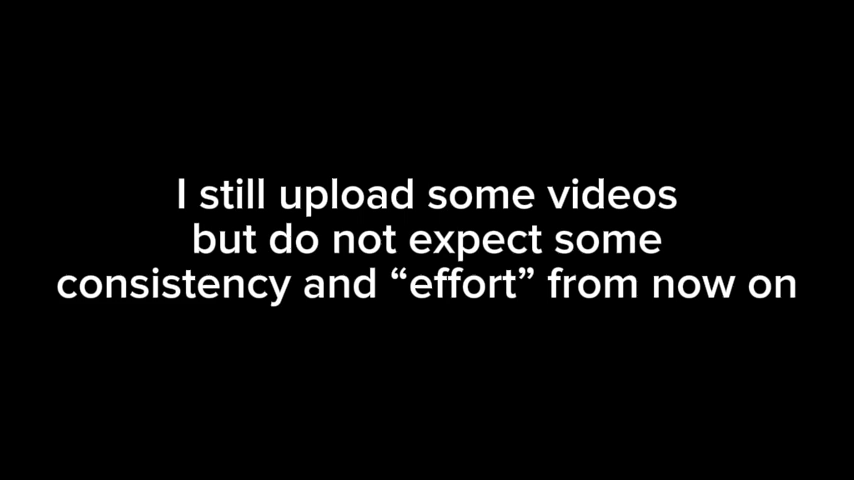 I still upload some videos
but do not expect some
consistency and “effort” from now on